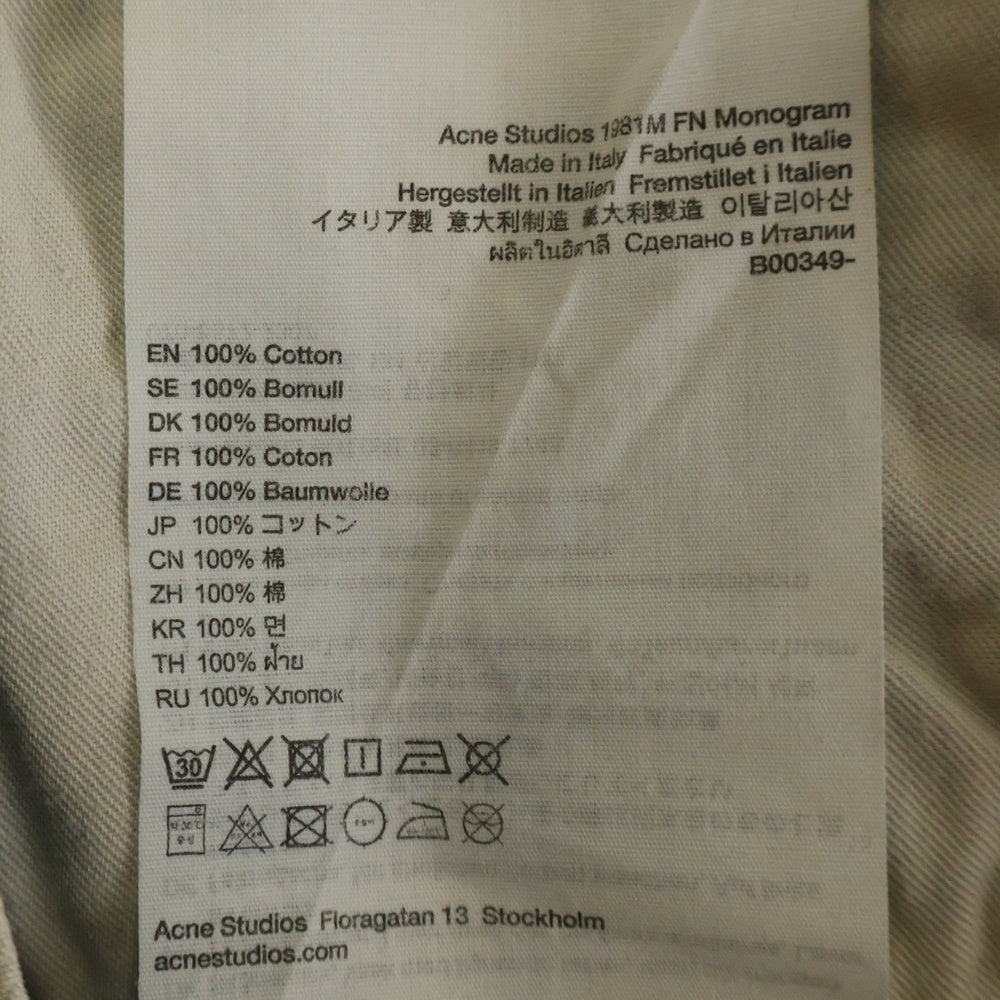 Acne Studios 1981M FN Monogram
Made in Italy Fabriqué en Italie
Hergestellt in Italien Fremstillet i Italien
イタリア製 意大利制造 義大利製造 이탈리아산
ผลิตในอิตาลี Сделано в Италии
B00349-
EN 100% Cotton
SE 100% Bomull
DK 100% Bomuld
FR 100% Coton
DE 100% Baumwolle
JP 100% コットン
CN 100% 棉
ZH 100% 棉
KR 100% 면
TH 100% ฝ้าย
RU 100% Хлопок
30
중성
Acne Studios Floragatan 13 Stockholm
acnestudios.com